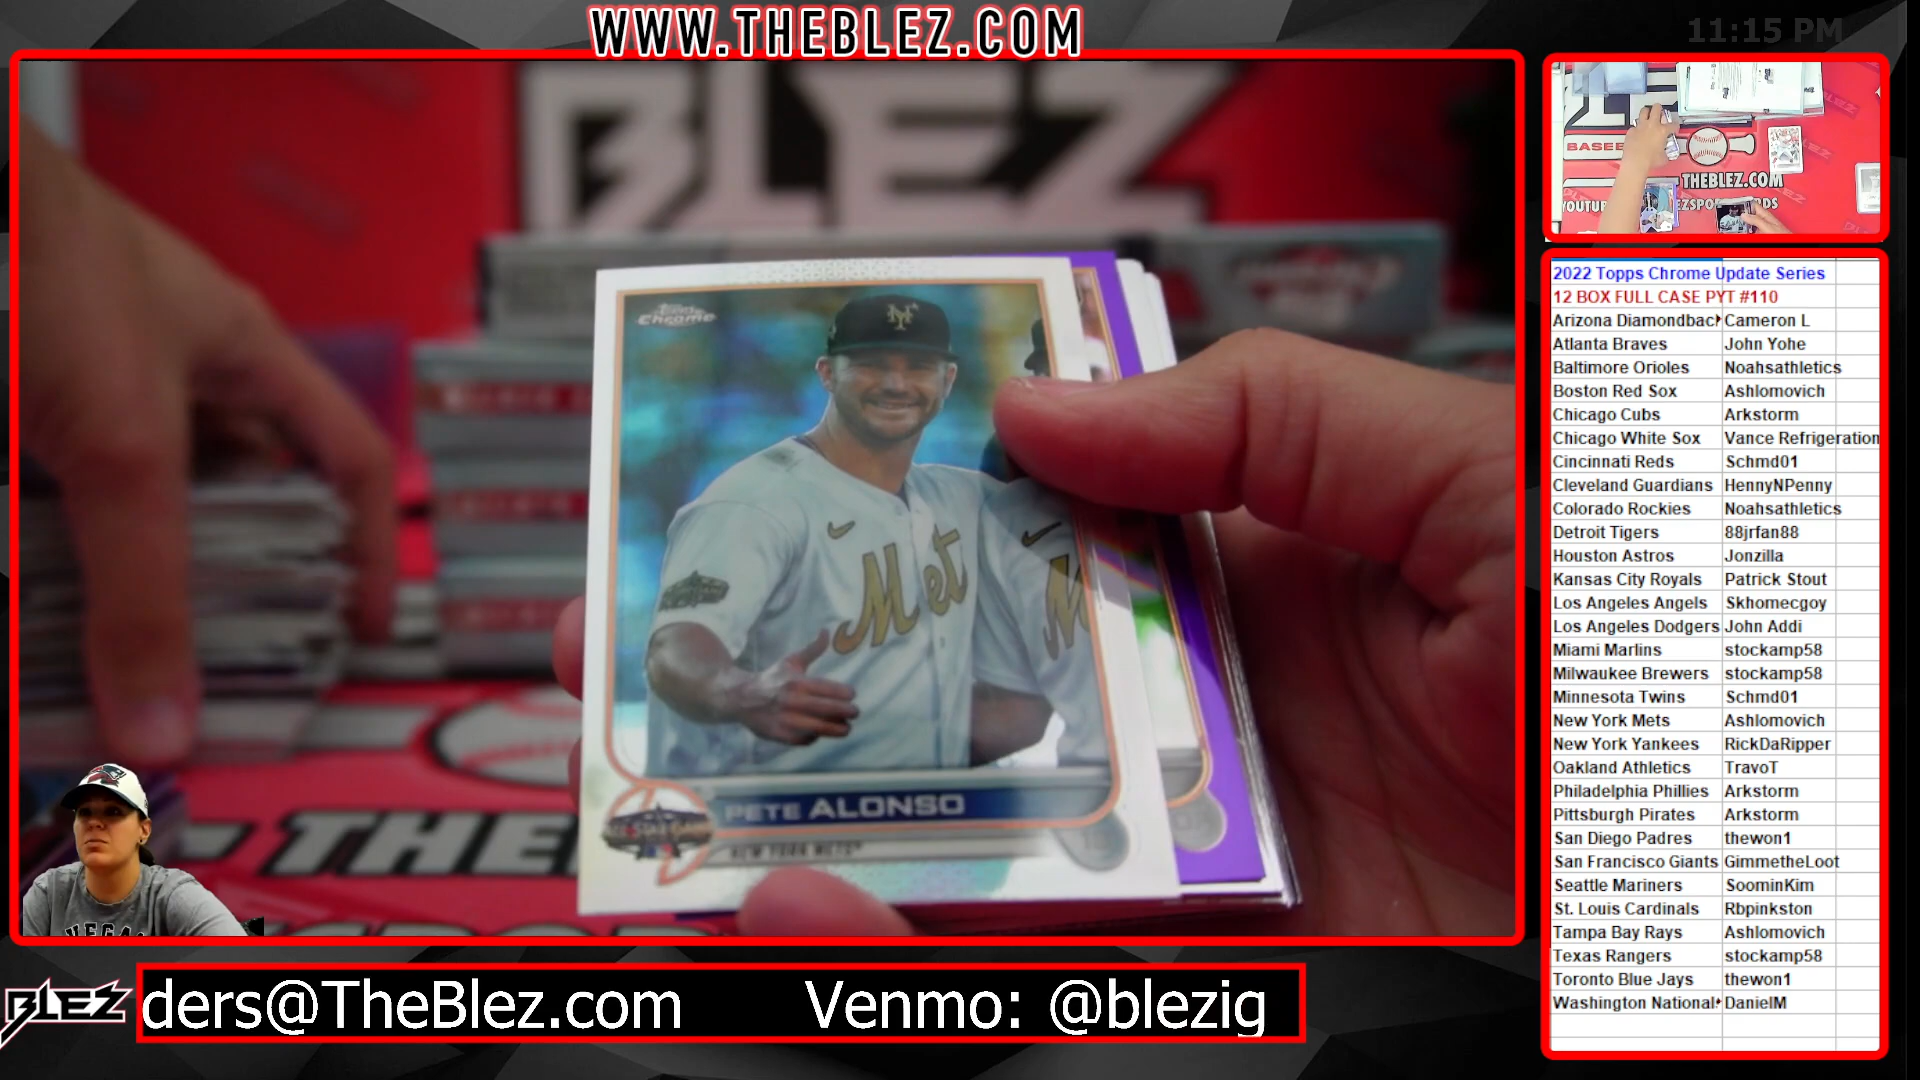 WWW.THEBLEZ.COM
11:15 PM
BLEZ
Topps
Chrome
Met
M
PETE ALONSO
NEW YORK METS
THE
VEGAS
BASEB
THEBLEZ.COM
2022 Topps Chrome Update Series
12 BOX FULL CASE PYT #110
Arizona Diamondbac Cameron L
Atlanta Braves John Yohe
Baltimore Orioles Noahsathletics
Boston Red Sox Ashlomovich
Chicago Cubs Arkstorm
Chicago White Sox Vance Refrigeration
Cincinnati Reds Schmd01
Cleveland Guardians HennyNPenny
Colorado Rockies Noahsathletics
Detroit Tigers 88jrfan88
Houston Astros Jonzilla
Kansas City Royals Patrick Stout
Los Angeles Angels Skhomecgoy
Los Angeles Dodgers John Addi
Miami Marlins stockamp58
Milwaukee Brewers stockamp58
Minnesota Twins Schmd01
New York Mets Ashlomovich
New York Yankees RickDaRipper
Oakland Athletics TravoT
Philadelphia Phillies Arkstorm
Pittsburgh Pirates Arkstorm
San Diego Padres thewon1
San Francisco Giants GimmetheLoot
Seattle Mariners SoominKim
St. Louis Cardinals Rbpinkston
Tampa Bay Rays Ashlomovich
Texas Rangers stockamp58
Toronto Blue Jays thewon1
Washington National DanielM
BLEZ
ders@TheBlez.com Venmo: @blezig